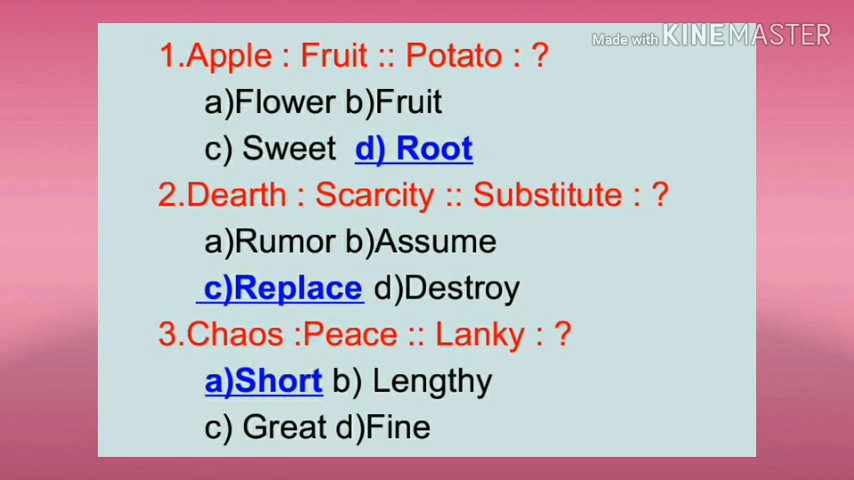 1.Apple : Fruit :: Potato : ?
Made with KINEMASTER
a)Flower b)Fruit
c) Sweet d) Root
2.Dearth : Scarcity :: Substitute : ?
a)Rumor b)Assume
c)Replace d)Destroy
3.Chaos :Peace :: Lanky : ?
a)Short b) Lengthy
c) Great d)Fine